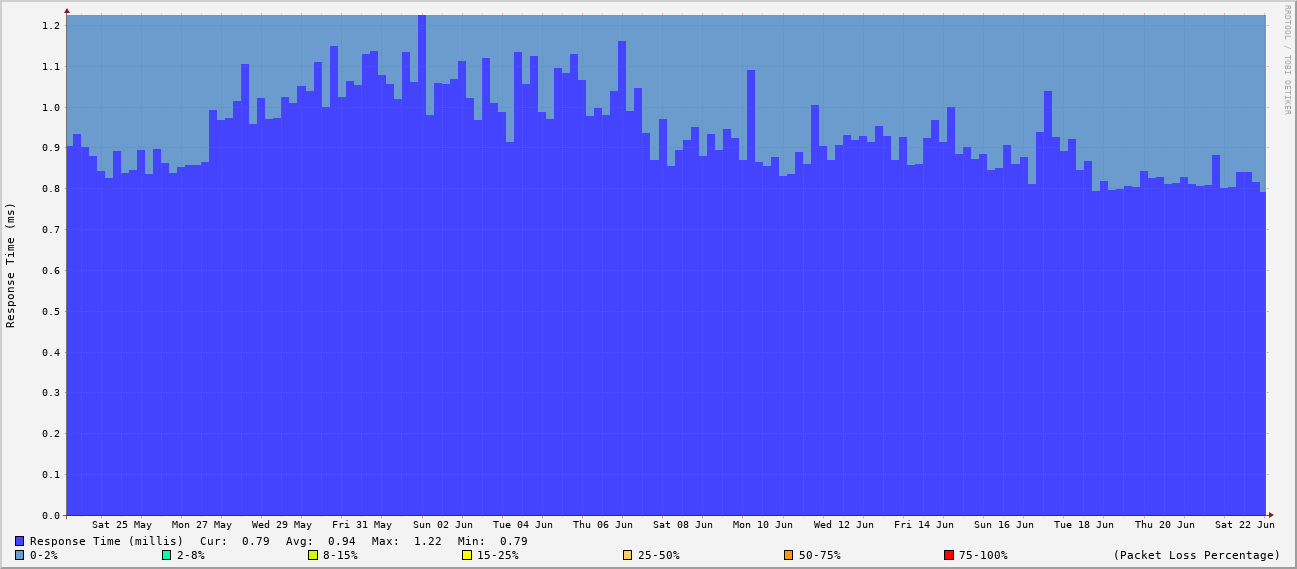 RRDTOOL / TOBI OETIKER
Response Time (ms)
1.2
1.1
1.0
0.9
0.8
0.7
0.6
0.5
0.4
0.3
0.2
0.1
0.0
Sat 25 May Mon 27 May Wed 29 May Fri 31 May Sun 02 Jun Tue 04 Jun Thu 06 Jun Sat 08 Jun Mon 10 Jun Wed 12 Jun Fri 14 Jun Sun 16 Jun Tue 18 Jun Thu 20 Jun Sat 22 Jun
Response Time (millis) Cur: 0.79 Avg: 0.94 Max: 1.22 Min: 0.79
0-2% 2-8% 8-15% 15-25% 25-50% 50-75% 75-100% (Packet Loss Percentage)